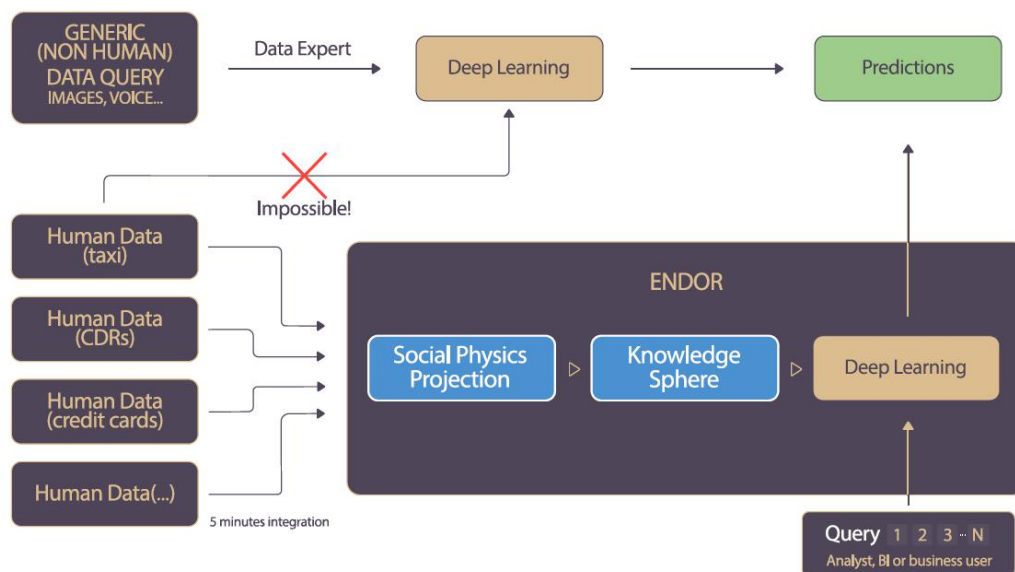 GENERIC
(NON HUMAN)
DATA QUERY
IMAGES, VOICE...
Data Expert
Deep Learning
Predictions
Impossible!
Human Data
(taxi)
Human Data
(CDRs)
Human Data
(credit cards)
Human Data(...)
5 minutes integration
ENDOR
Social Physics
Projection
Knowledge
Sphere
Deep Learning
Query 1 2 3 ... N
Analyst, BI or business user